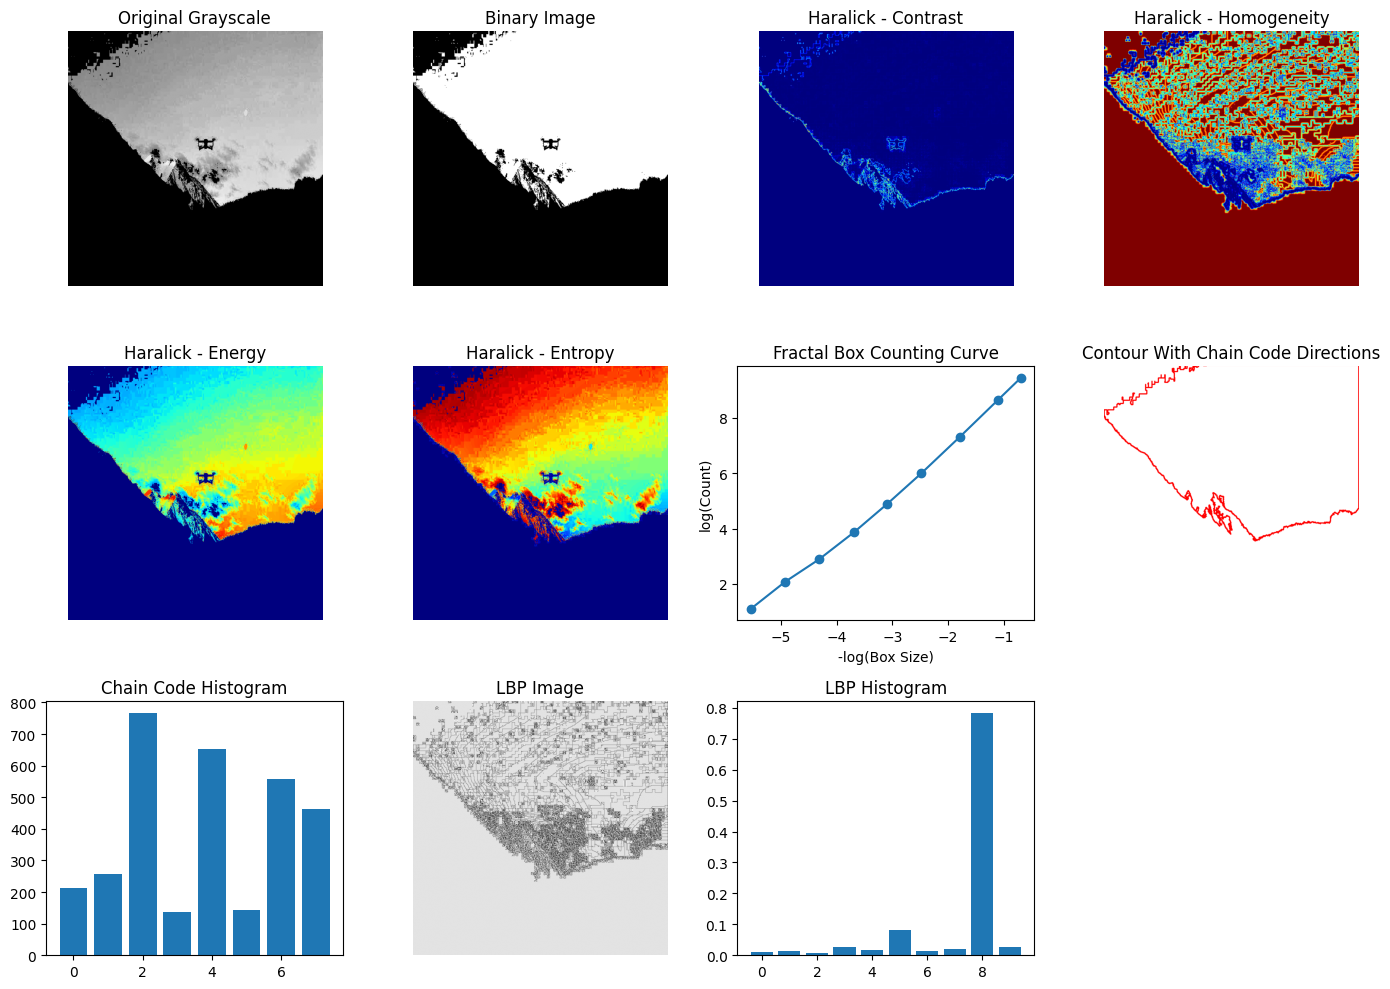 Original Grayscale
Binary Image
Haralick - Contrast
Haralick - Homogeneity
Haralick - Energy
Haralick - Entropy
Fractal Box Counting Curve
Contour With Chain Code Directions
log(Count)
8
6
4
2
−5 −4 −3 −2 −1
-log(Box Size)
Chain Code Histogram
800
700
600
500
400
300
200
100
0
0 2 4 6
LBP Image
LBP Histogram
0.8
0.7
0.6
0.5
0.4
0.3
0.2
0.1
0.0
0 2 4 6 8